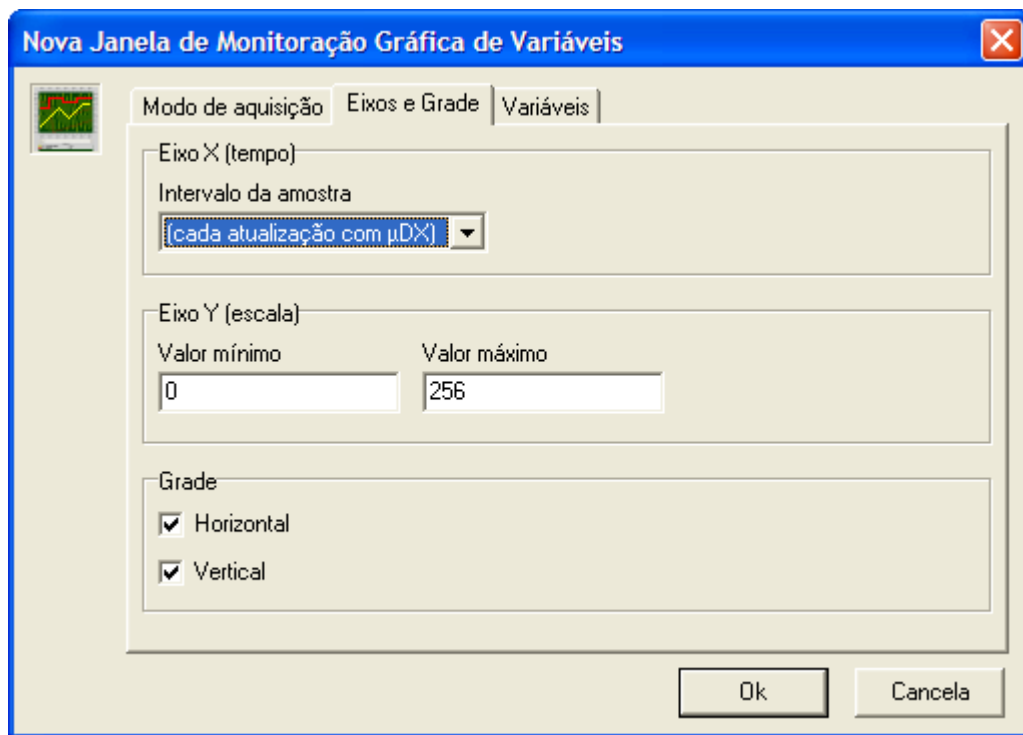 Nova Janela de Monitoração Gráfica de Variáveis
Modo de aquisição Eixos e Grade Variáveis
Eixo X (tempo)
Intervalo da amostra
(cada atualização com µDX)
Eixo Y (escala)
Valor mínimo Valor máximo
0 256
Grade
Horizontal
Vertical
Ok Cancela